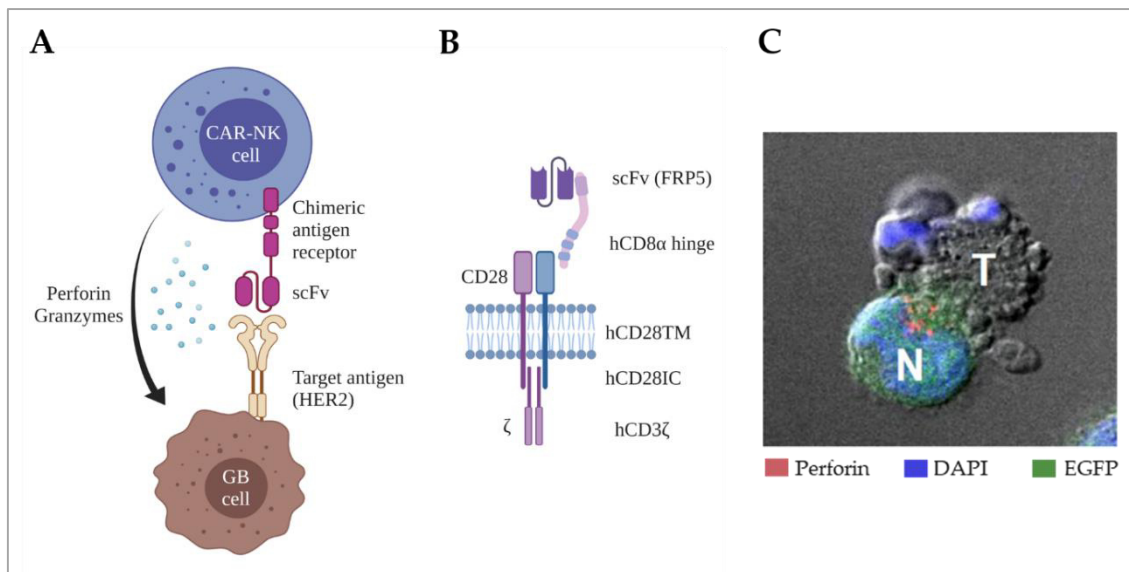 A
CAR-NK
cell
Chimeric
antigen
receptor
scFv
Perforin
Granzymes
Target antigen
(HER2)
GB
cell
B
scFv (FRP5)
hCD8α hinge
CD28
hCD28TM
hCD28IC
ζ
hCD3ζ
C
T
N
Perforin
DAPI
EGFP